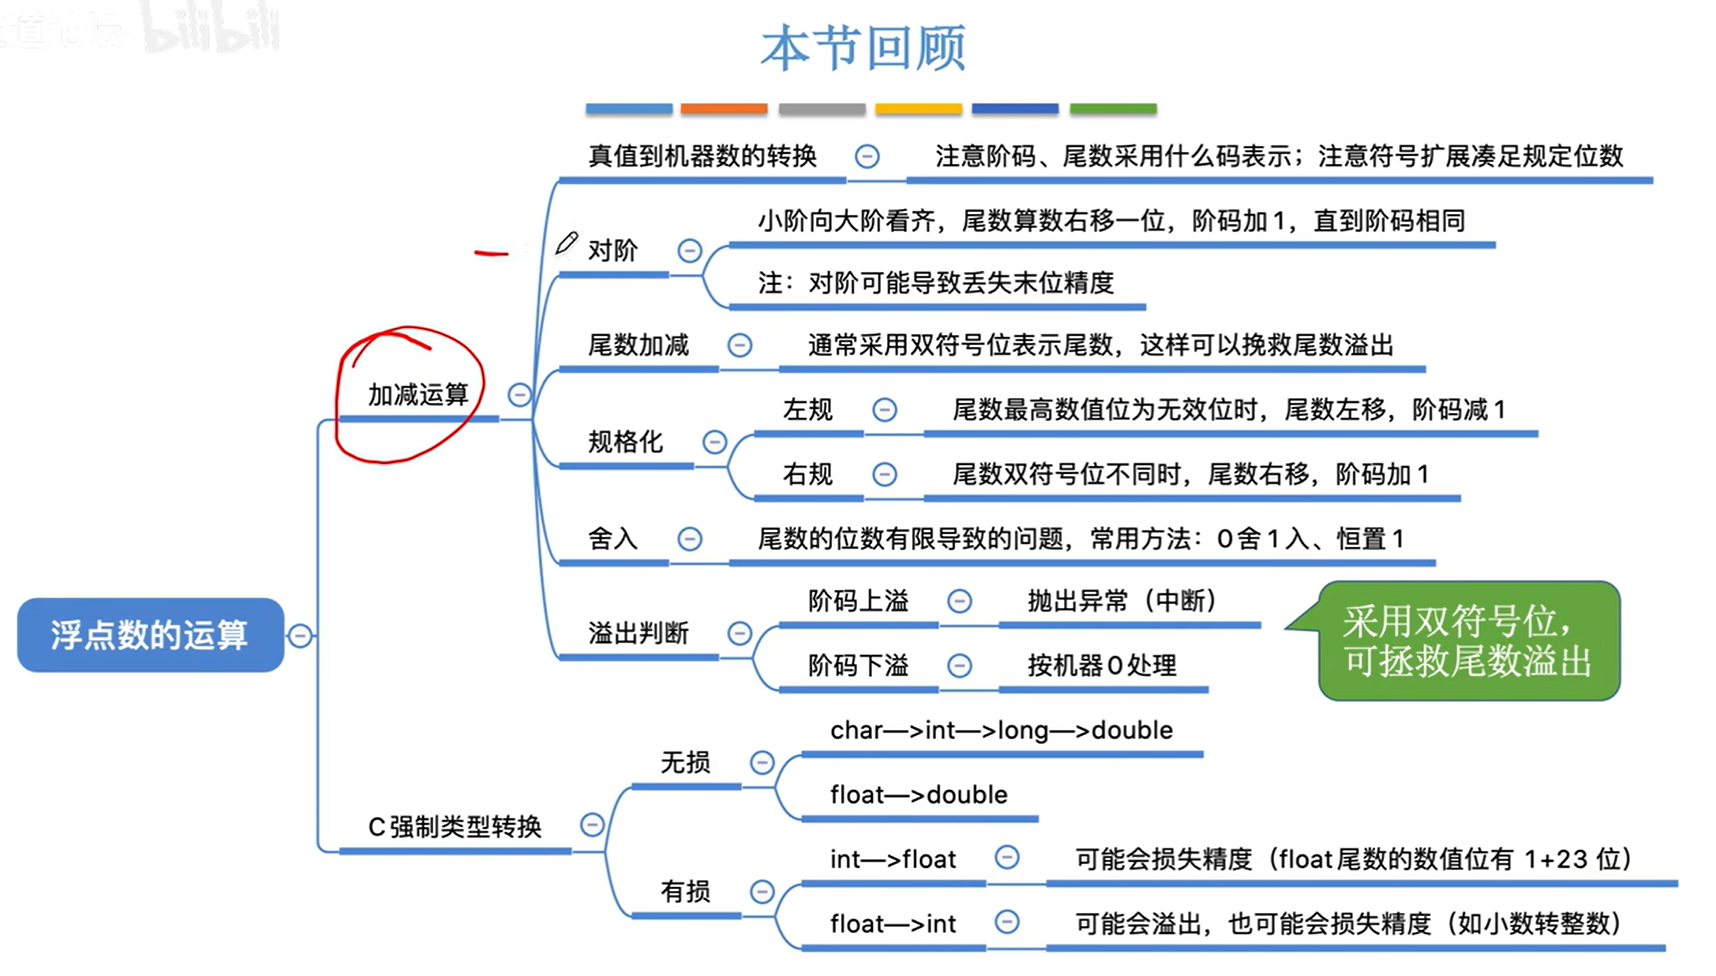 bilibili
本节回顾
真值到机器数的转换
注意阶码、尾数采用什么码表示；注意符号扩展凑足规定位数
对阶
小阶向大阶看齐，尾数算数右移一位，阶码加1，直到阶码相同
注：对阶可能导致丢失末位精度
尾数加减
通常采用双符号位表示尾数，这样可以挽救尾数溢出
加减运算
规格化
左规
尾数最高数值位为无效位时，尾数左移，阶码减1
右规
尾数双符号位不同时，尾数右移，阶码加1
舍入
尾数的位数有限导致的问题，常用方法：0舍1入、恒置1
溢出判断
阶码上溢
抛出异常（中断）
阶码下溢
按机器0处理
采用双符号位，
可拯救尾数溢出
浮点数的运算
C强制类型转换
无损
char—>int—>long—>double
float—>double
有损
int—>float
可能会损失精度（float尾数的数值位有 1+23 位）
float—>int
可能会溢出，也可能会损失精度（如小数转整数）